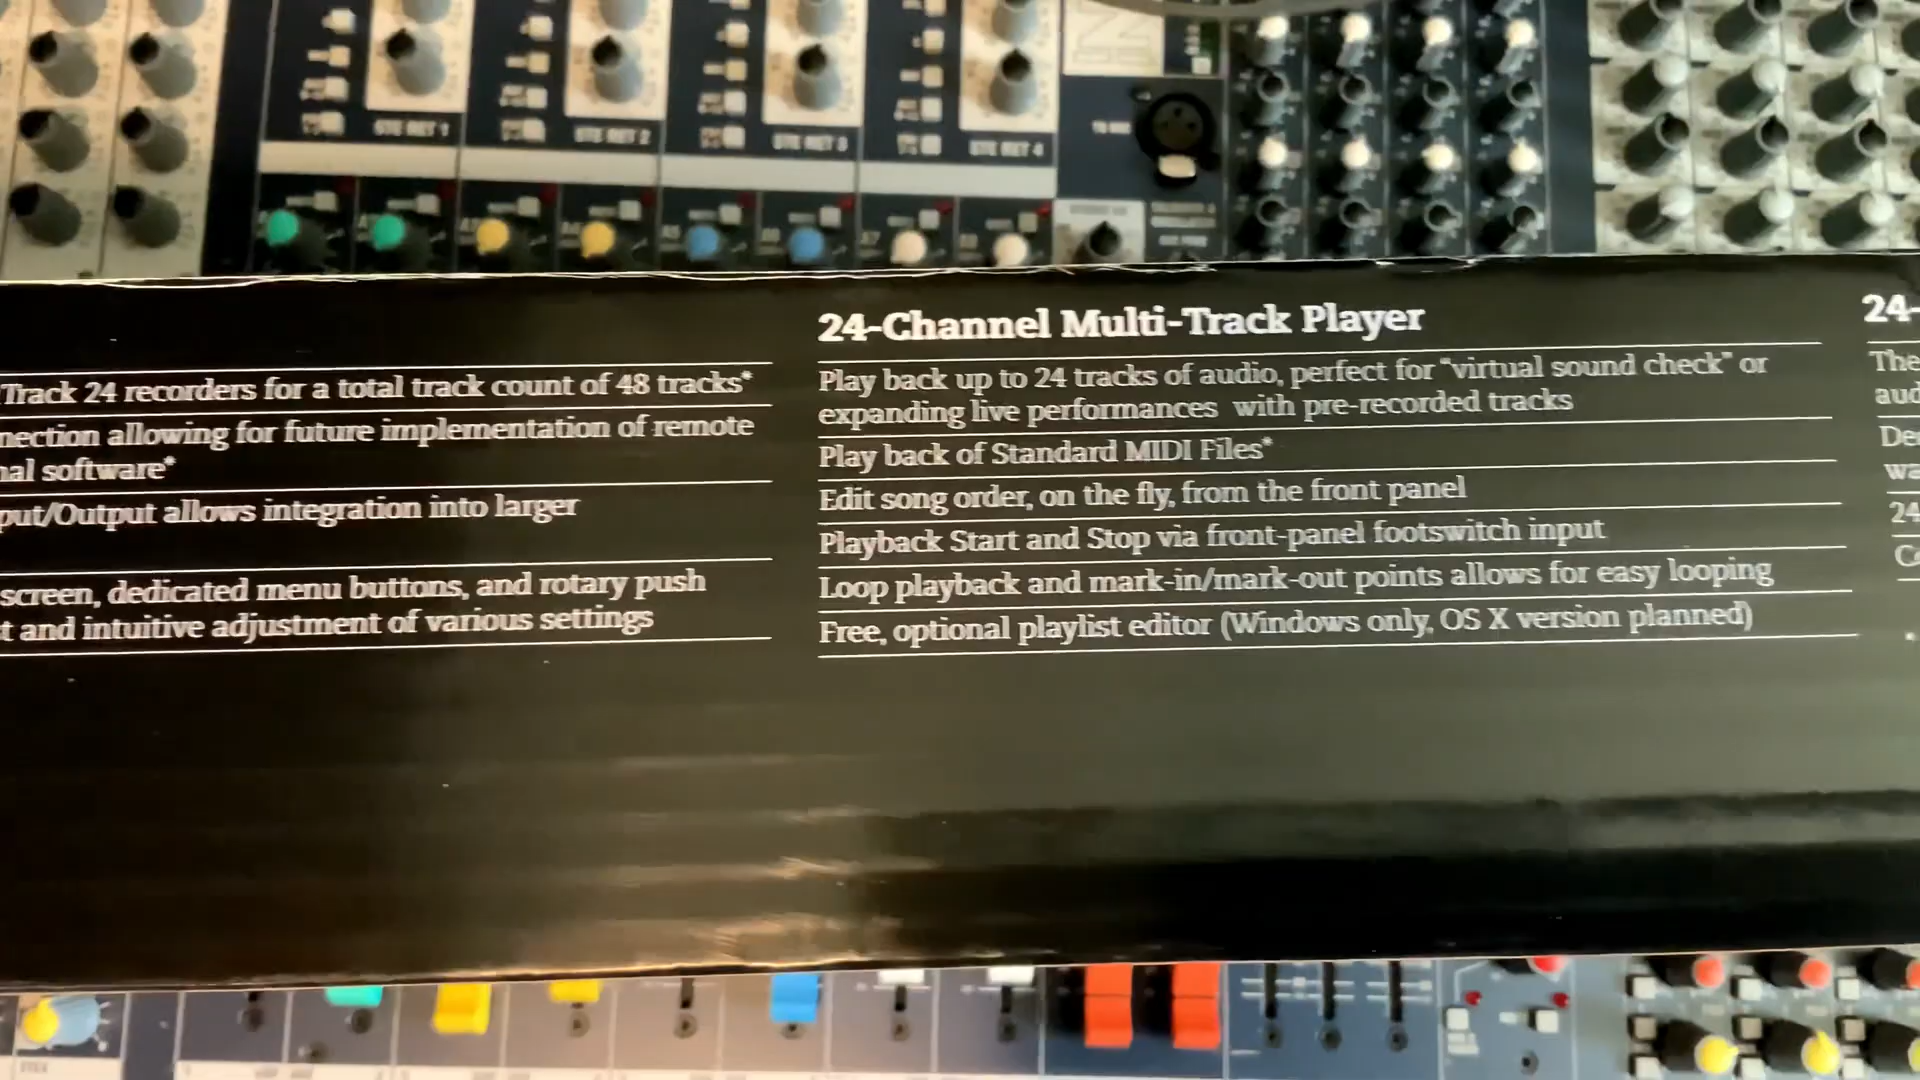 STE RET 1
STE RET 2
STE RET 3
STE RET 4
Track 24 recorders for a total track count of 48 tracks*
nection allowing for future implementation of remote
nal software*
put/Output allows integration into larger
screen, dedicated menu buttons, and rotary push
t and intuitive adjustment of various settings
24-Channel Multi-Track Player
Play back up to 24 tracks of audio, perfect for "virtual sound check" or
expanding live performances with pre-recorded tracks
Play back of Standard MIDI Files*
Edit song order, on the fly, from the front panel
Playback Start and Stop via front-panel footswitch input
Loop playback and mark-in/mark-out points allows for easy looping
Free, optional playlist editor (Windows only, OS X version planned)
24-
The
aud
De
wa
24